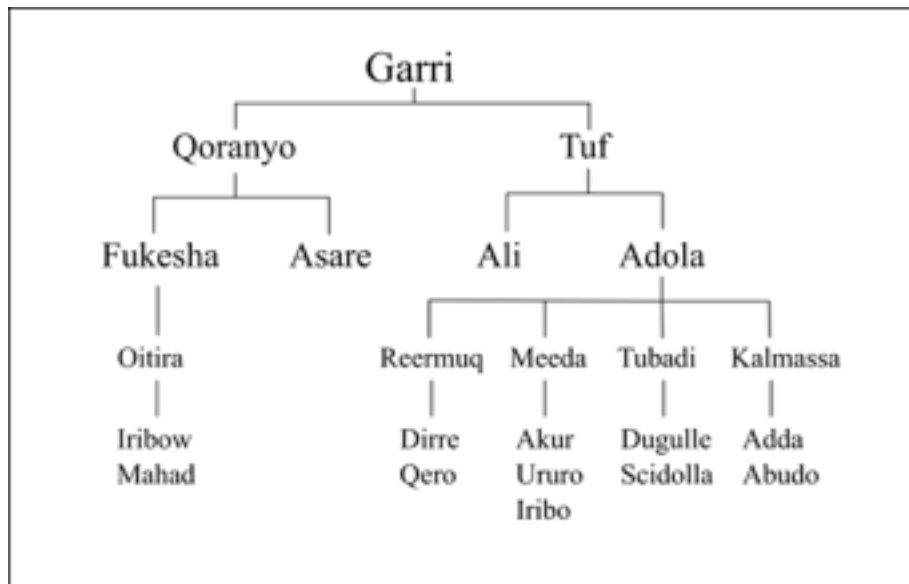 Garri
Qoranyo Tuf
Fukesha Asare Ali Adola
Oitira Reermuq Meeda Tubadi Kalmassa
Iribow Dirre Akur Dugulle Adda
Mahad Qero Ururo Scidolla Abudo
Iribo